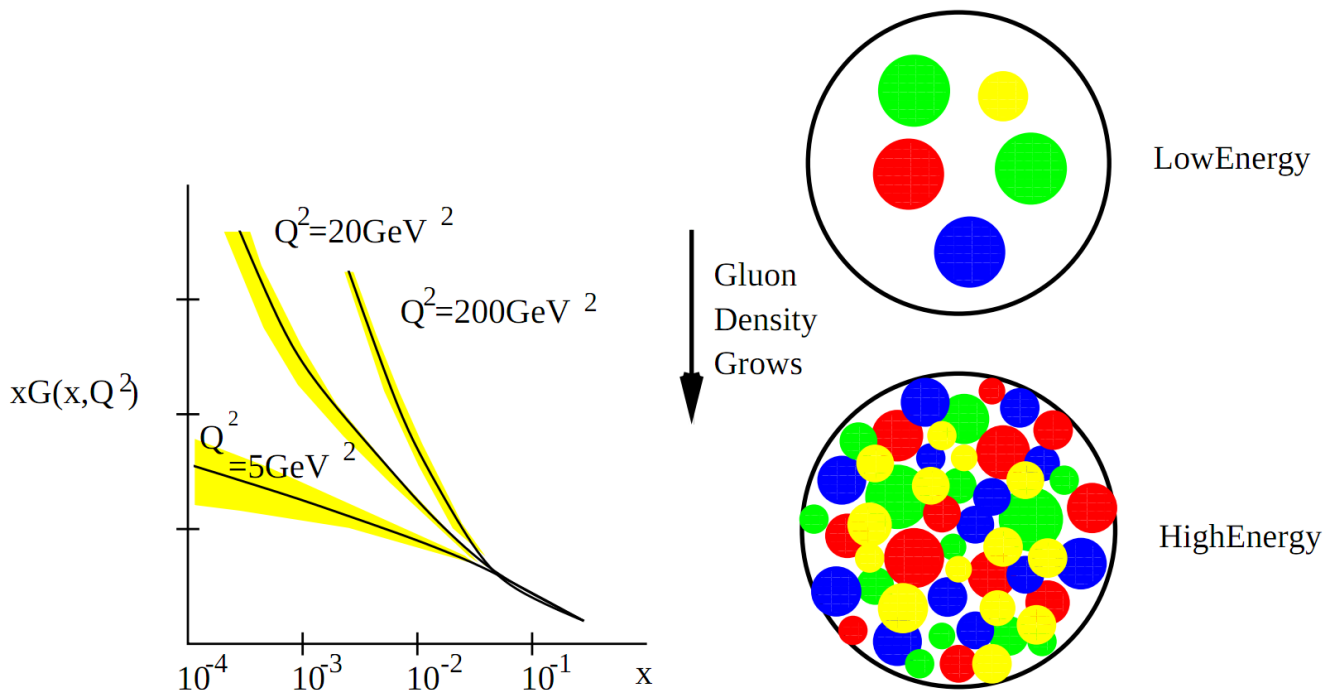 LowEnergy
Q²=20GeV ²
Gluon
Q²=200GeV ²
Density
Grows
xG(x,Q²)
Q²
=5GeV ²
HighEnergy
10⁻⁴ 10⁻³ 10⁻² 10⁻¹ x